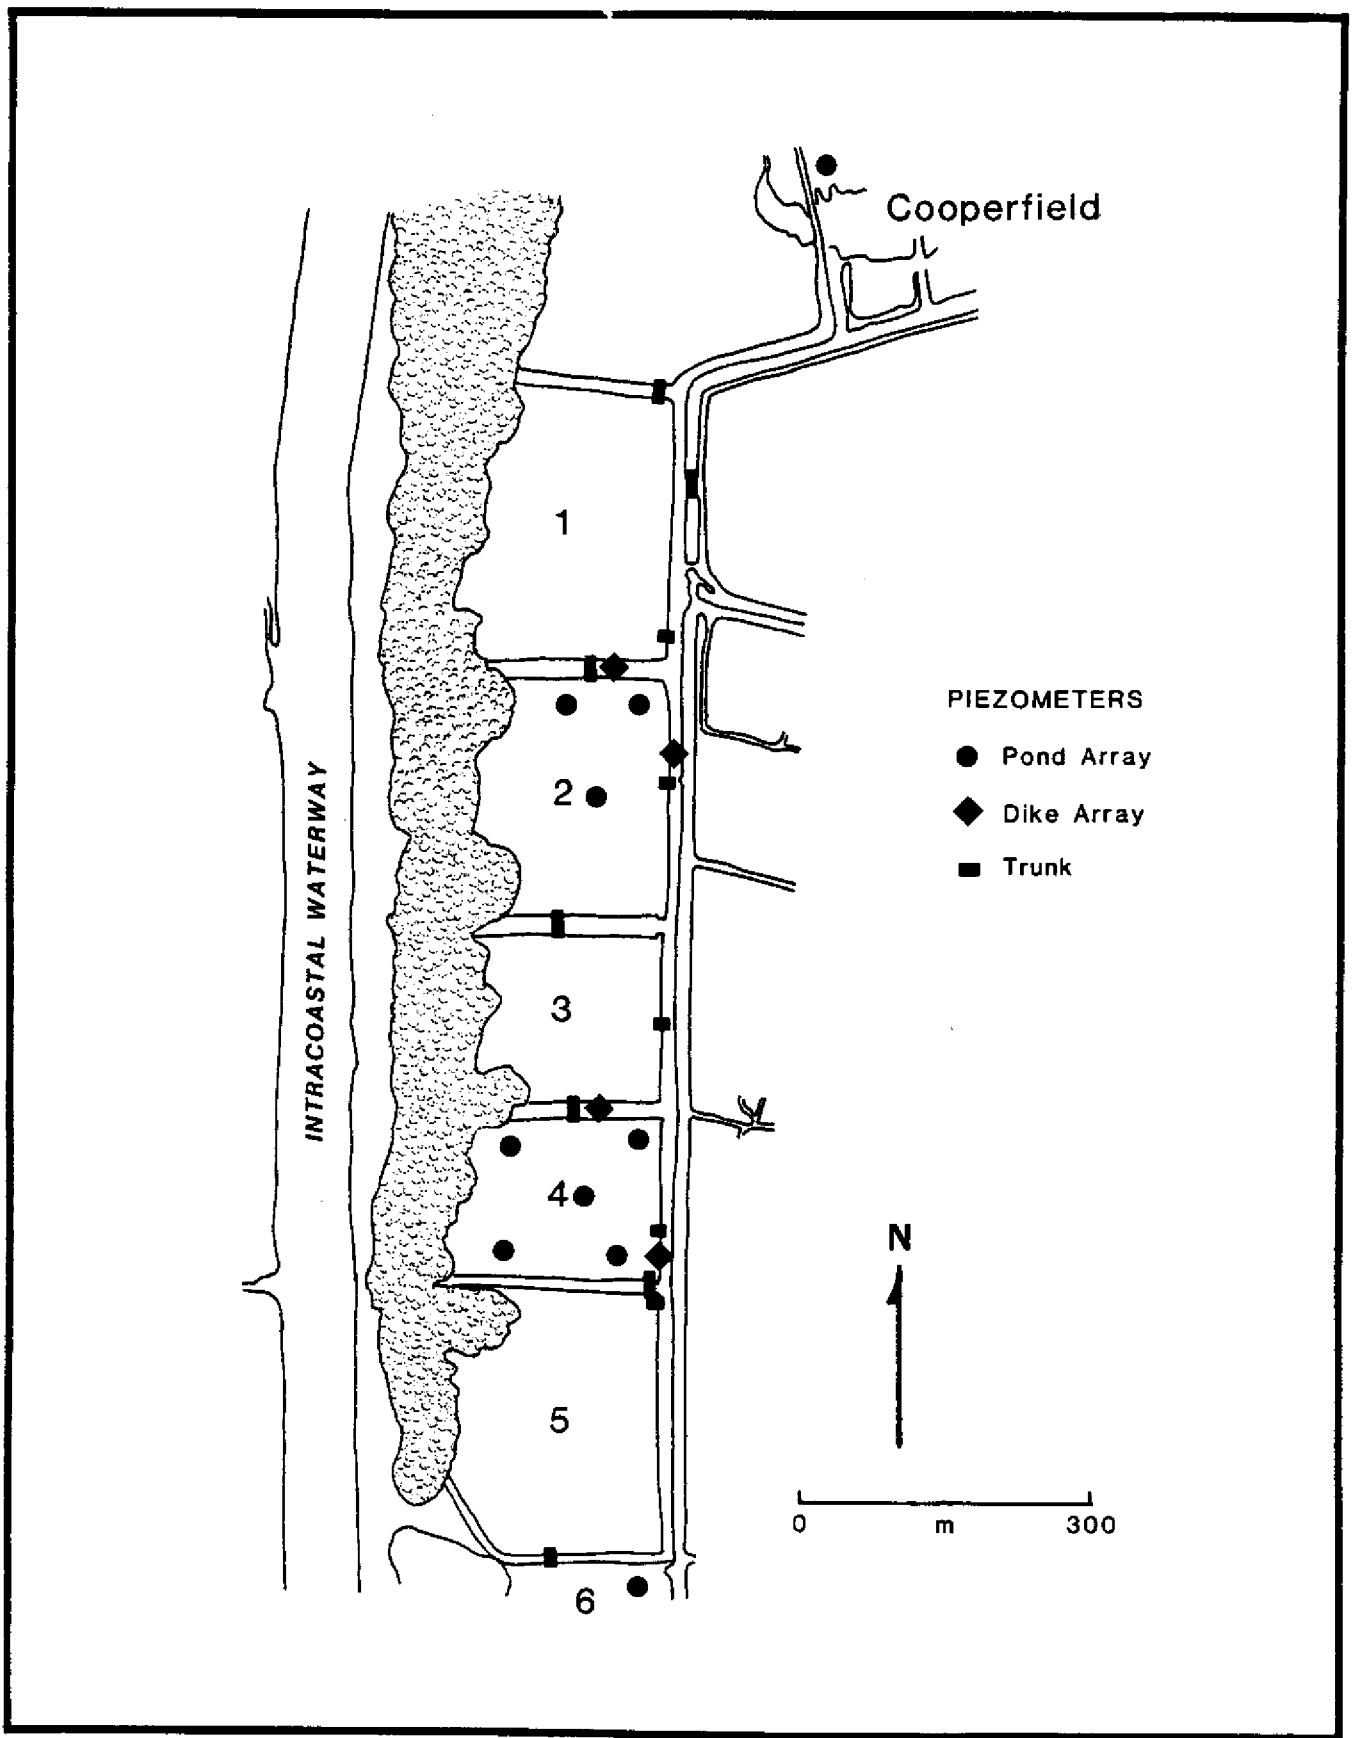 Cooperfield
1
PIEZOMETERS
Pond Array
2
Dike Array
Trunk
INTRACOASTAL WATERWAY
3
4
N
5
0 m 300
6